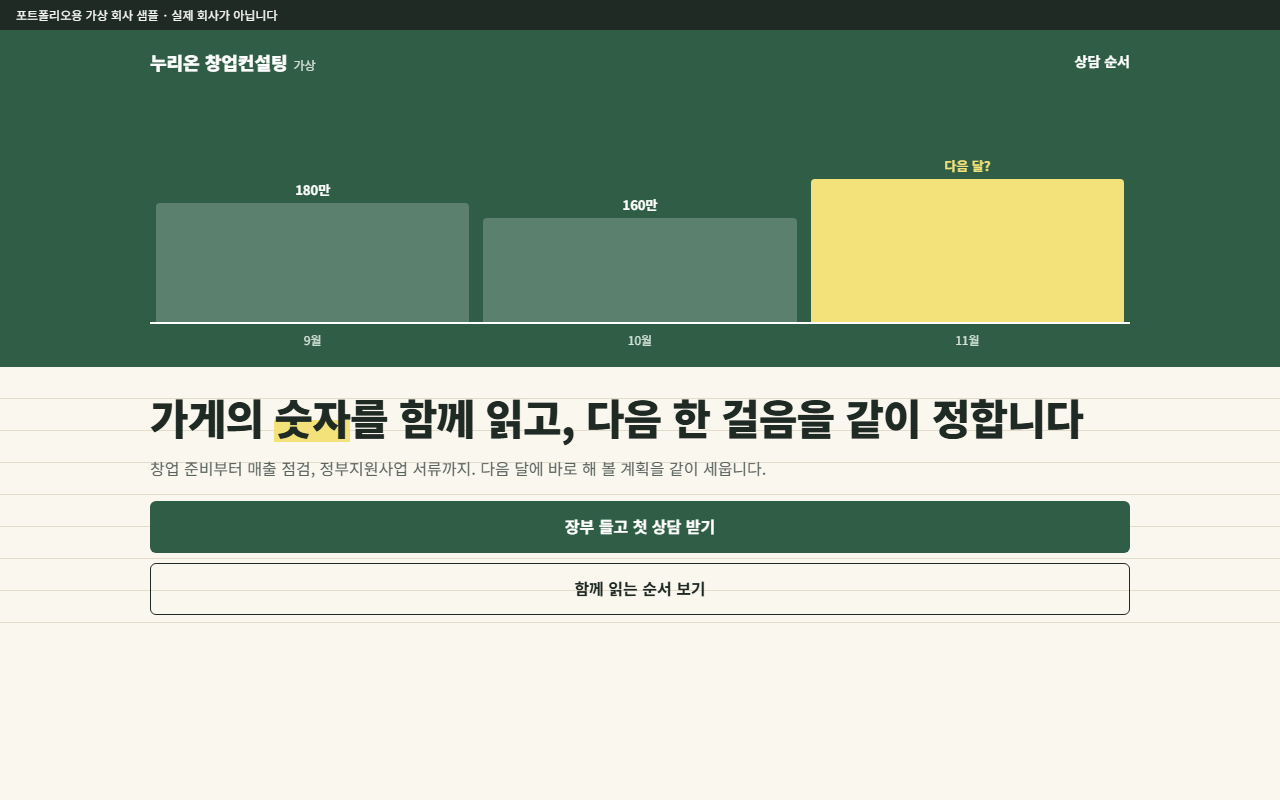 포트폴리오용 가상 회사 샘플 · 실제 회사가 아닙니다
누리온 창업컨설팅 가상
상담 순서
다음 달?
180만
160만
9월
10월
11월
가게의 숫자를 함께 읽고, 다음 한 걸음을 같이 정합니다
창업 준비부터 매출 점검, 정부지원사업 서류까지. 다음 달에 바로 해 볼 계획을 같이 세웁니다.
장부 들고 첫 상담 받기
함께 읽는 순서 보기